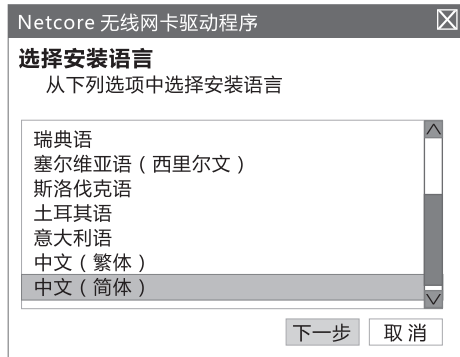 Netcore 无线网卡驱动程序
选择安装语言
从下列选项中选择安装语言
瑞典语
塞尔维亚语（西里尔文）
斯洛伐克语
土耳其语
意大利语
中文（繁体）
中文（简体）
下一步 取 消